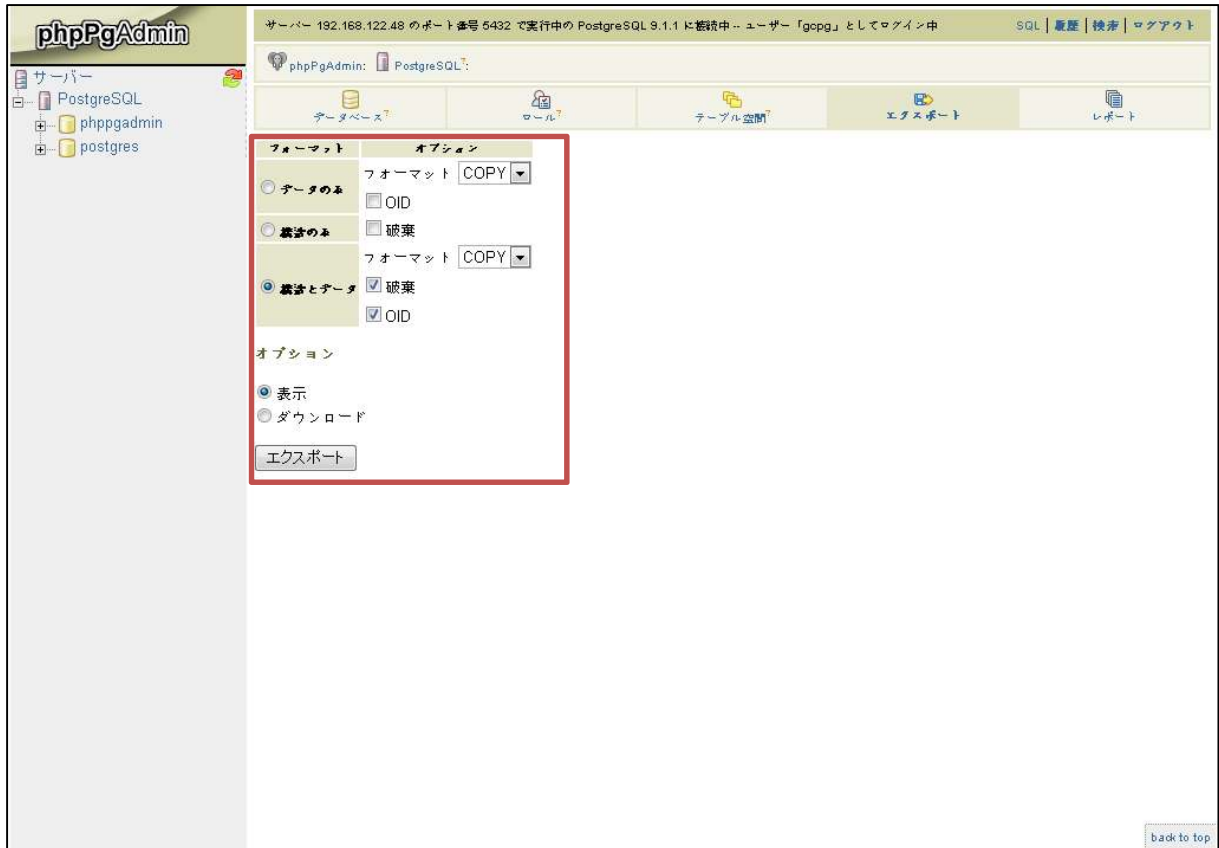 phpPgAdmin
サーバー 192.168.122.48 のポート番号 5432 で実行中の PostgreSQL 9.1.1 に接続中 -- ユーザー「gopg」としてログイン中
SQL | 履歴 | 検索 | ログアウト
phpPgAdmin: PostgreSQL?:
サーバー
PostgreSQL
phppgadmin
postgres
データベース?
ロール?
テーブル空間?
エクスポート
レポート
フォーマット オプション
データのみ
フォーマット COPY
OID
構造のみ
破棄
構造とデータ
フォーマット COPY
破棄
OID
オプション
表示
ダウンロード
エクスポート
back to top